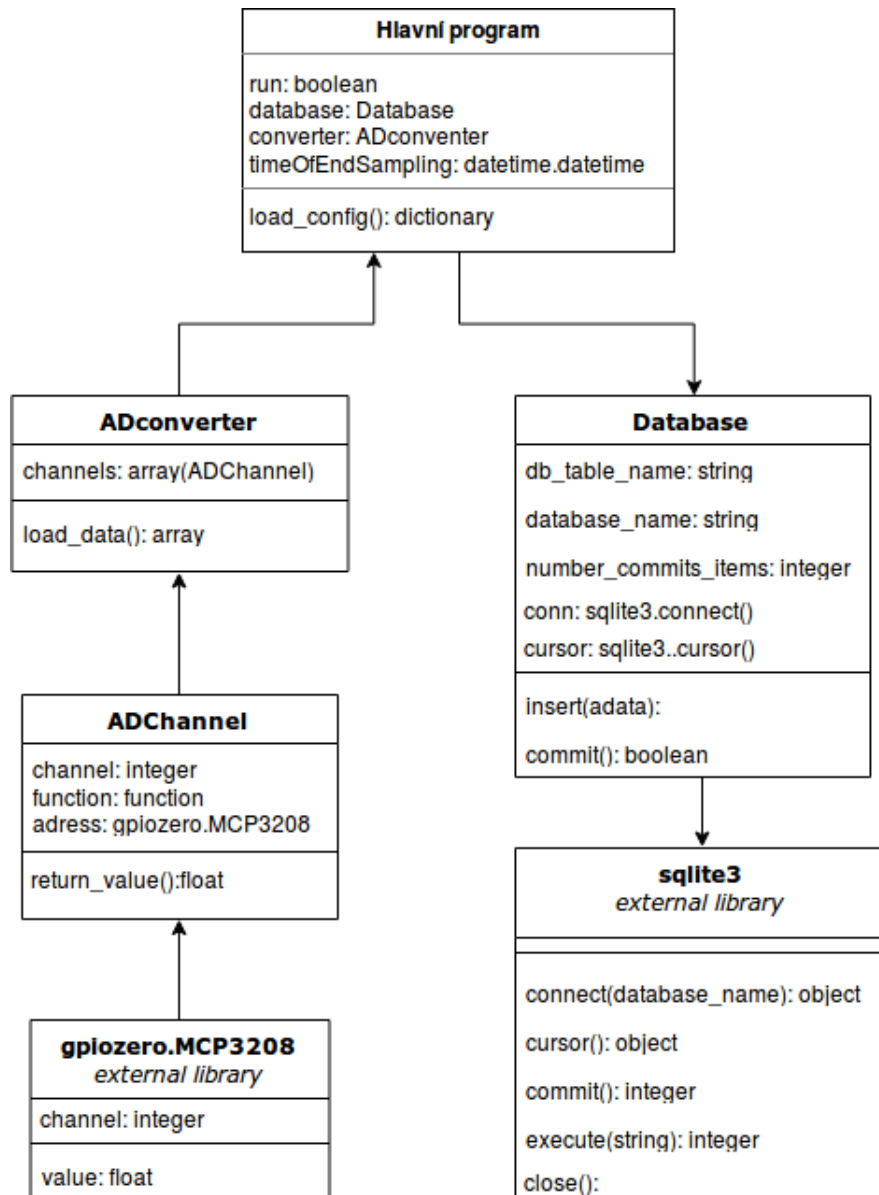 Hlavní program
run: boolean
database: Database
converter: ADconventer
timeOfEndSampling: datetime.datetime
load_config(): dictionary
ADconverter
channels: array(ADChannel)
load_data(): array
ADChannel
channel: integer
function: function
adress: gpiozero.MCP3208
return_value():float
gpiozero.MCP3208
external library
channel: integer
value: float
Database
db_table_name: string
database_name: string
number_commits_items: integer
conn: sqlite3.connect()
cursor: sqlite3..cursor()
insert(adata):
commit(): boolean
sqlite3
external library
connect(database_name): object
cursor(): object
commit(): integer
execute(string): integer
close():